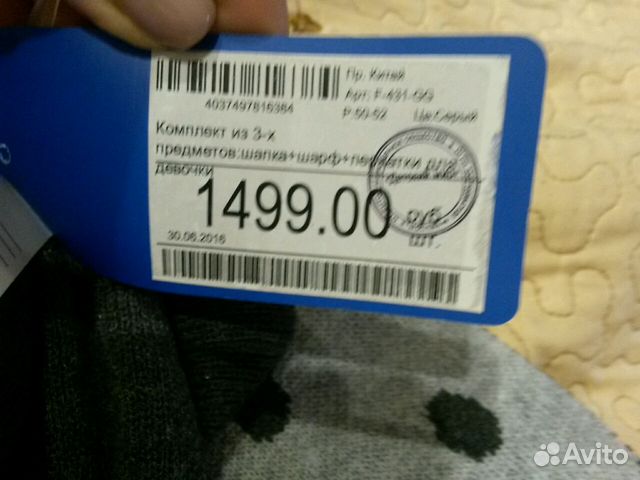 Пр. Китай
Арт. F-431-GG
4037497816384
Р.50-52 Цв:Серый
Комплект из 3-х
предметов:шапка+шарф+перчатки для
девочки
1499.00 руб.
шт.
30.06.2016
Avito